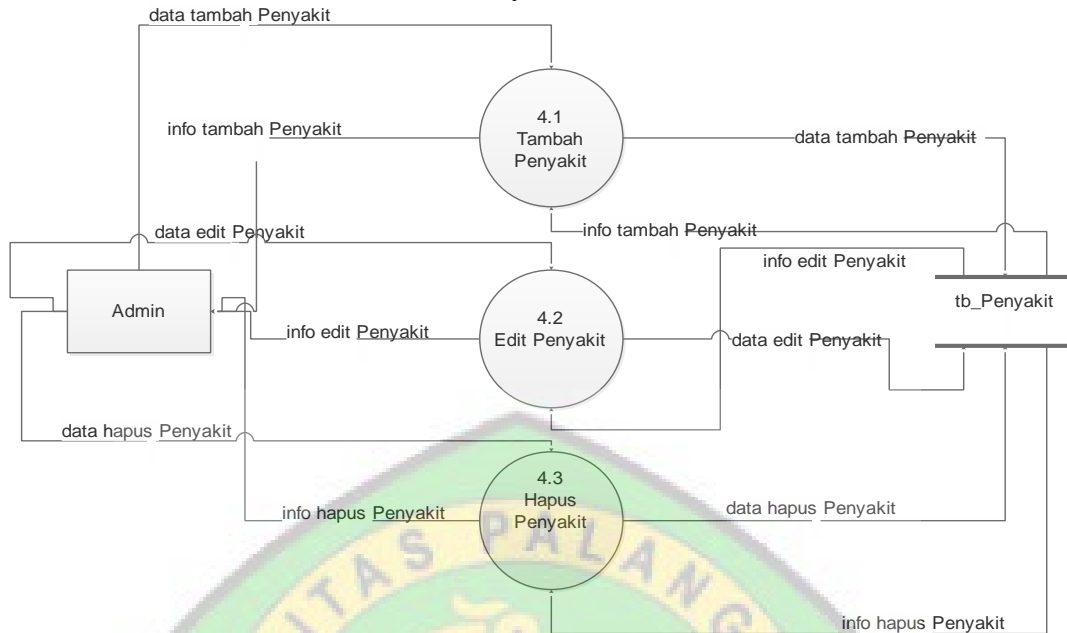 data tambah Penyakit
4.1
Tambah
Penyakit
info tambah Penyakit
data tambah Penyakit
info tambah Penyakit
data edit Penyakit
info edit Penyakit
Admin
tb_Penyakit
4.2
Edit Penyakit
info edit Penyakit
data edit Penyakit
data hapus Penyakit
4.3
Hapus
Penyakit
info hapus Penyakit
data hapus Penyakit
info hapus Penyakit
ITAS PALANG